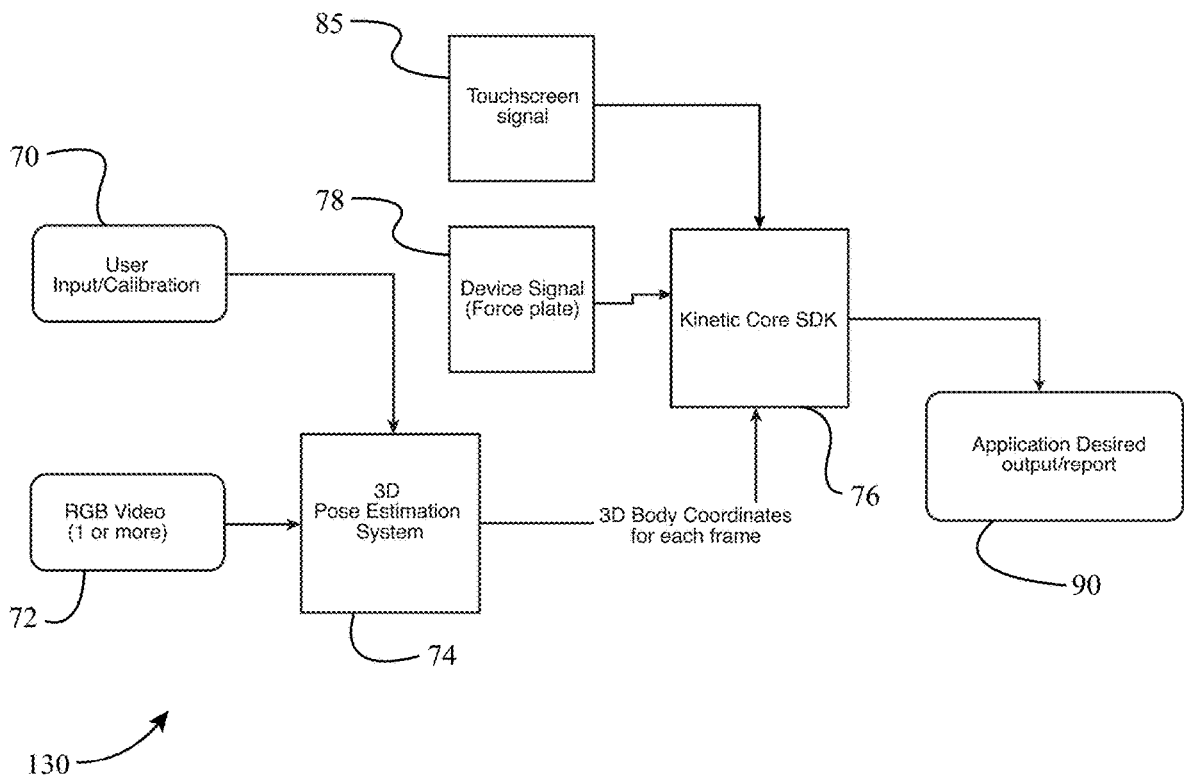 85
Touchscreen
signal
70
78
User
Input/Calibration
Device Signal
(Force plate)
Kinetic Core SDK
RGB Video
(1 or more)
3D
Pose Estimation
System
3D Body Coordinates
for each frame
76
Application Desired
output/report
72
74
90
130